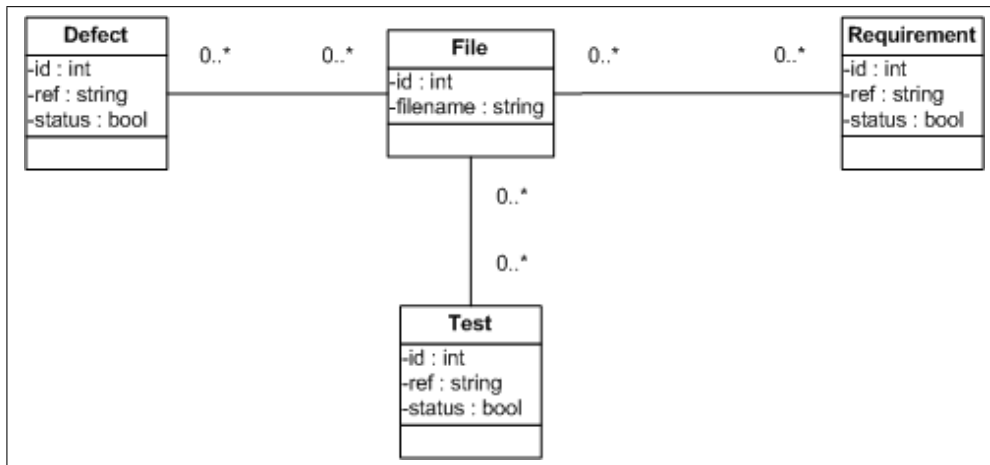 Defect
-id : int
-ref : string
-status : bool
0..*
0..*
File
-id : int
-filename : string
0..*
0..*
Requirement
-id : int
-ref : string
-status : bool
0..*
0..*
Test
-id : int
-ref : string
-status : bool